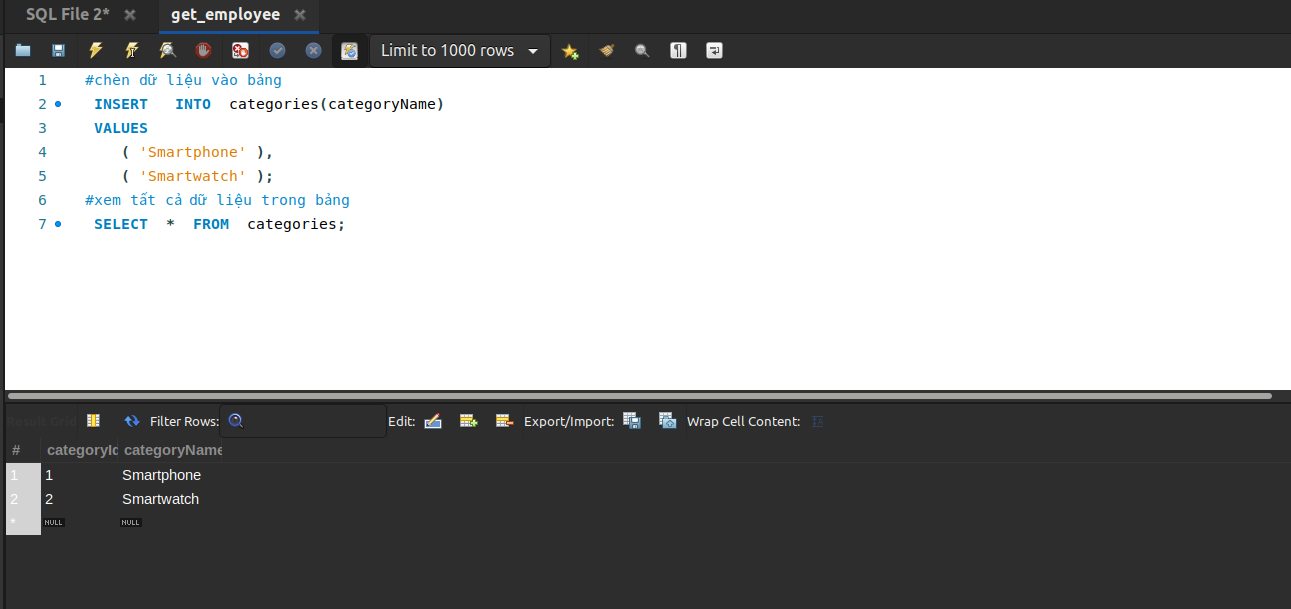 SQL File 2* get_employee
Limit to 1000 rows
1 #chèn dữ liệu vào bảng
2 INSERT INTO categories(categoryName)
3 VALUES
4 ( 'Smartphone' ),
5 ( 'Smartwatch' );
6 #xem tất cả dữ liệu trong bảng
7 SELECT * FROM categories;
Result Grid Filter Rows: Edit: Export/Import: Wrap Cell Content:
# categoryId categoryName
1 1 Smartphone
2 2 Smartwatch
* NULL NULL